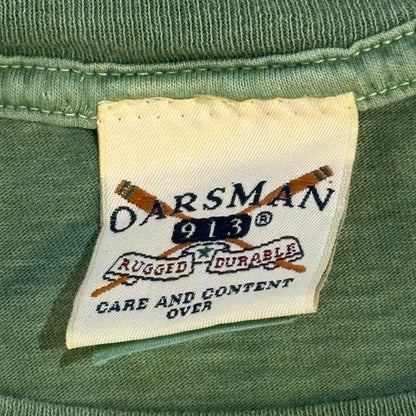 OARSMAN
913®
RUGGED DURABLE
CARE AND CONTENT
OVER